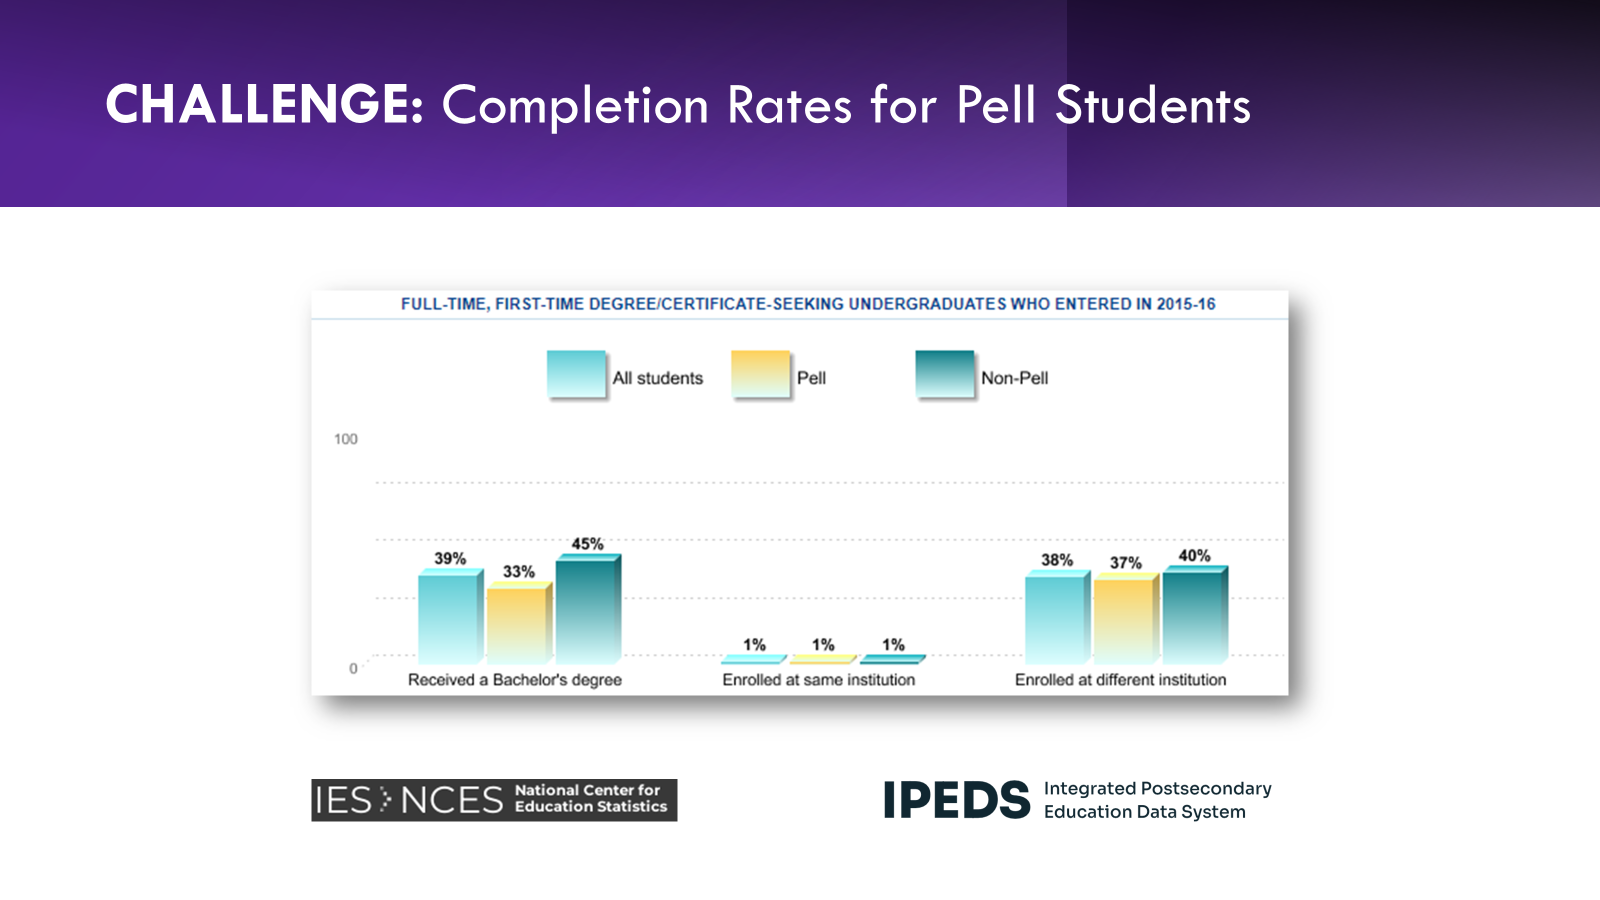 CHALLENGE: Completion Rates for Pell Students
FULL-TIME, FIRST-TIME DEGREE/CERTIFICATE-SEEKING UNDERGRADUATES WHO ENTERED IN 2015-16
All students Pell Non-Pell
100
39% 33% 45% 1% 1% 1% 38% 37% 40%
0
Received a Bachelor's degree Enrolled at same institution Enrolled at different institution
IES NCES National Center for
Education Statistics
IPEDS Integrated Postsecondary
Education Data System